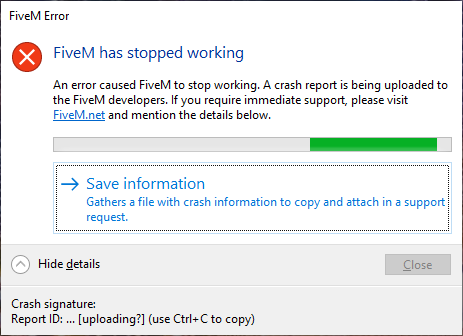 FiveM Error
FiveM has stopped working
An error caused FiveM to stop working. A crash report is being uploaded to
the FiveM developers. If you require immediate support, please visit
FiveM.net and mention the details below.
Save information
Gathers a file with crash information to copy and attach in a support
request.
Hide details
Close
Crash signature:
Report ID: ... [uploading?] (use Ctrl+C to copy)